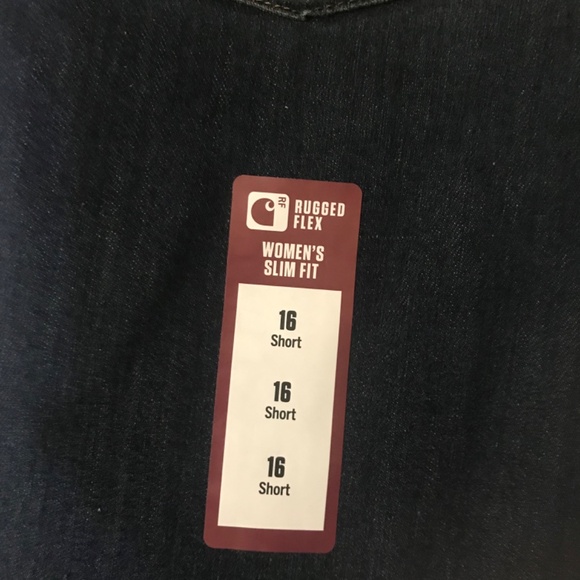 RF
RUGGED
FLEX
WOMEN'S
SLIM FIT
16
Short
16
Short
16
Short